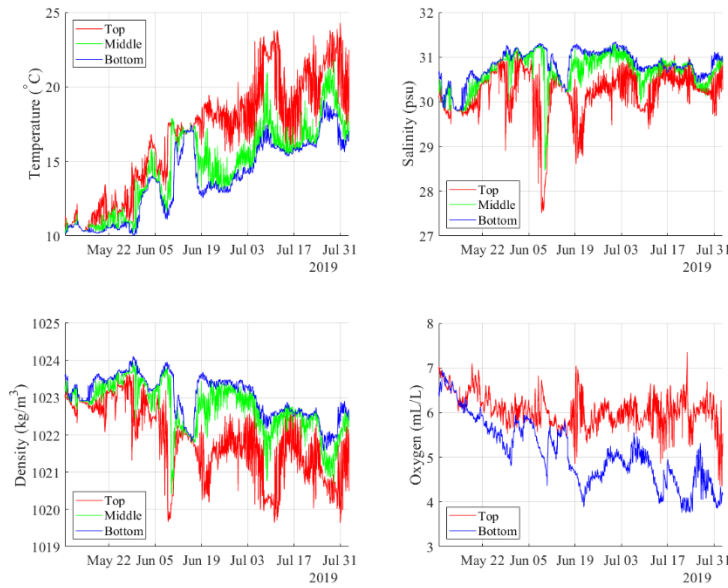 25
20
15
10
Temperature (°C)
Top
Middle
Bottom
May 22 Jun 05 Jun 19 Jul 03 Jul 17 Jul 31
2019
32
31
30
29
28
27
Salinity (psu)
Top
Middle
Bottom
May 22 Jun 05 Jun 19 Jul 03 Jul 17 Jul 31
2019
1025
1024
1023
1022
1021
1020
1019
Density (kg/m³)
Top
Middle
Bottom
May 22 Jun 05 Jun 19 Jul 03 Jul 17 Jul 31
2019
8
7
6
5
4
3
Oxygen (mL/L)
Top
Bottom
May 22 Jun 05 Jun 19 Jul 03 Jul 17 Jul 31
2019